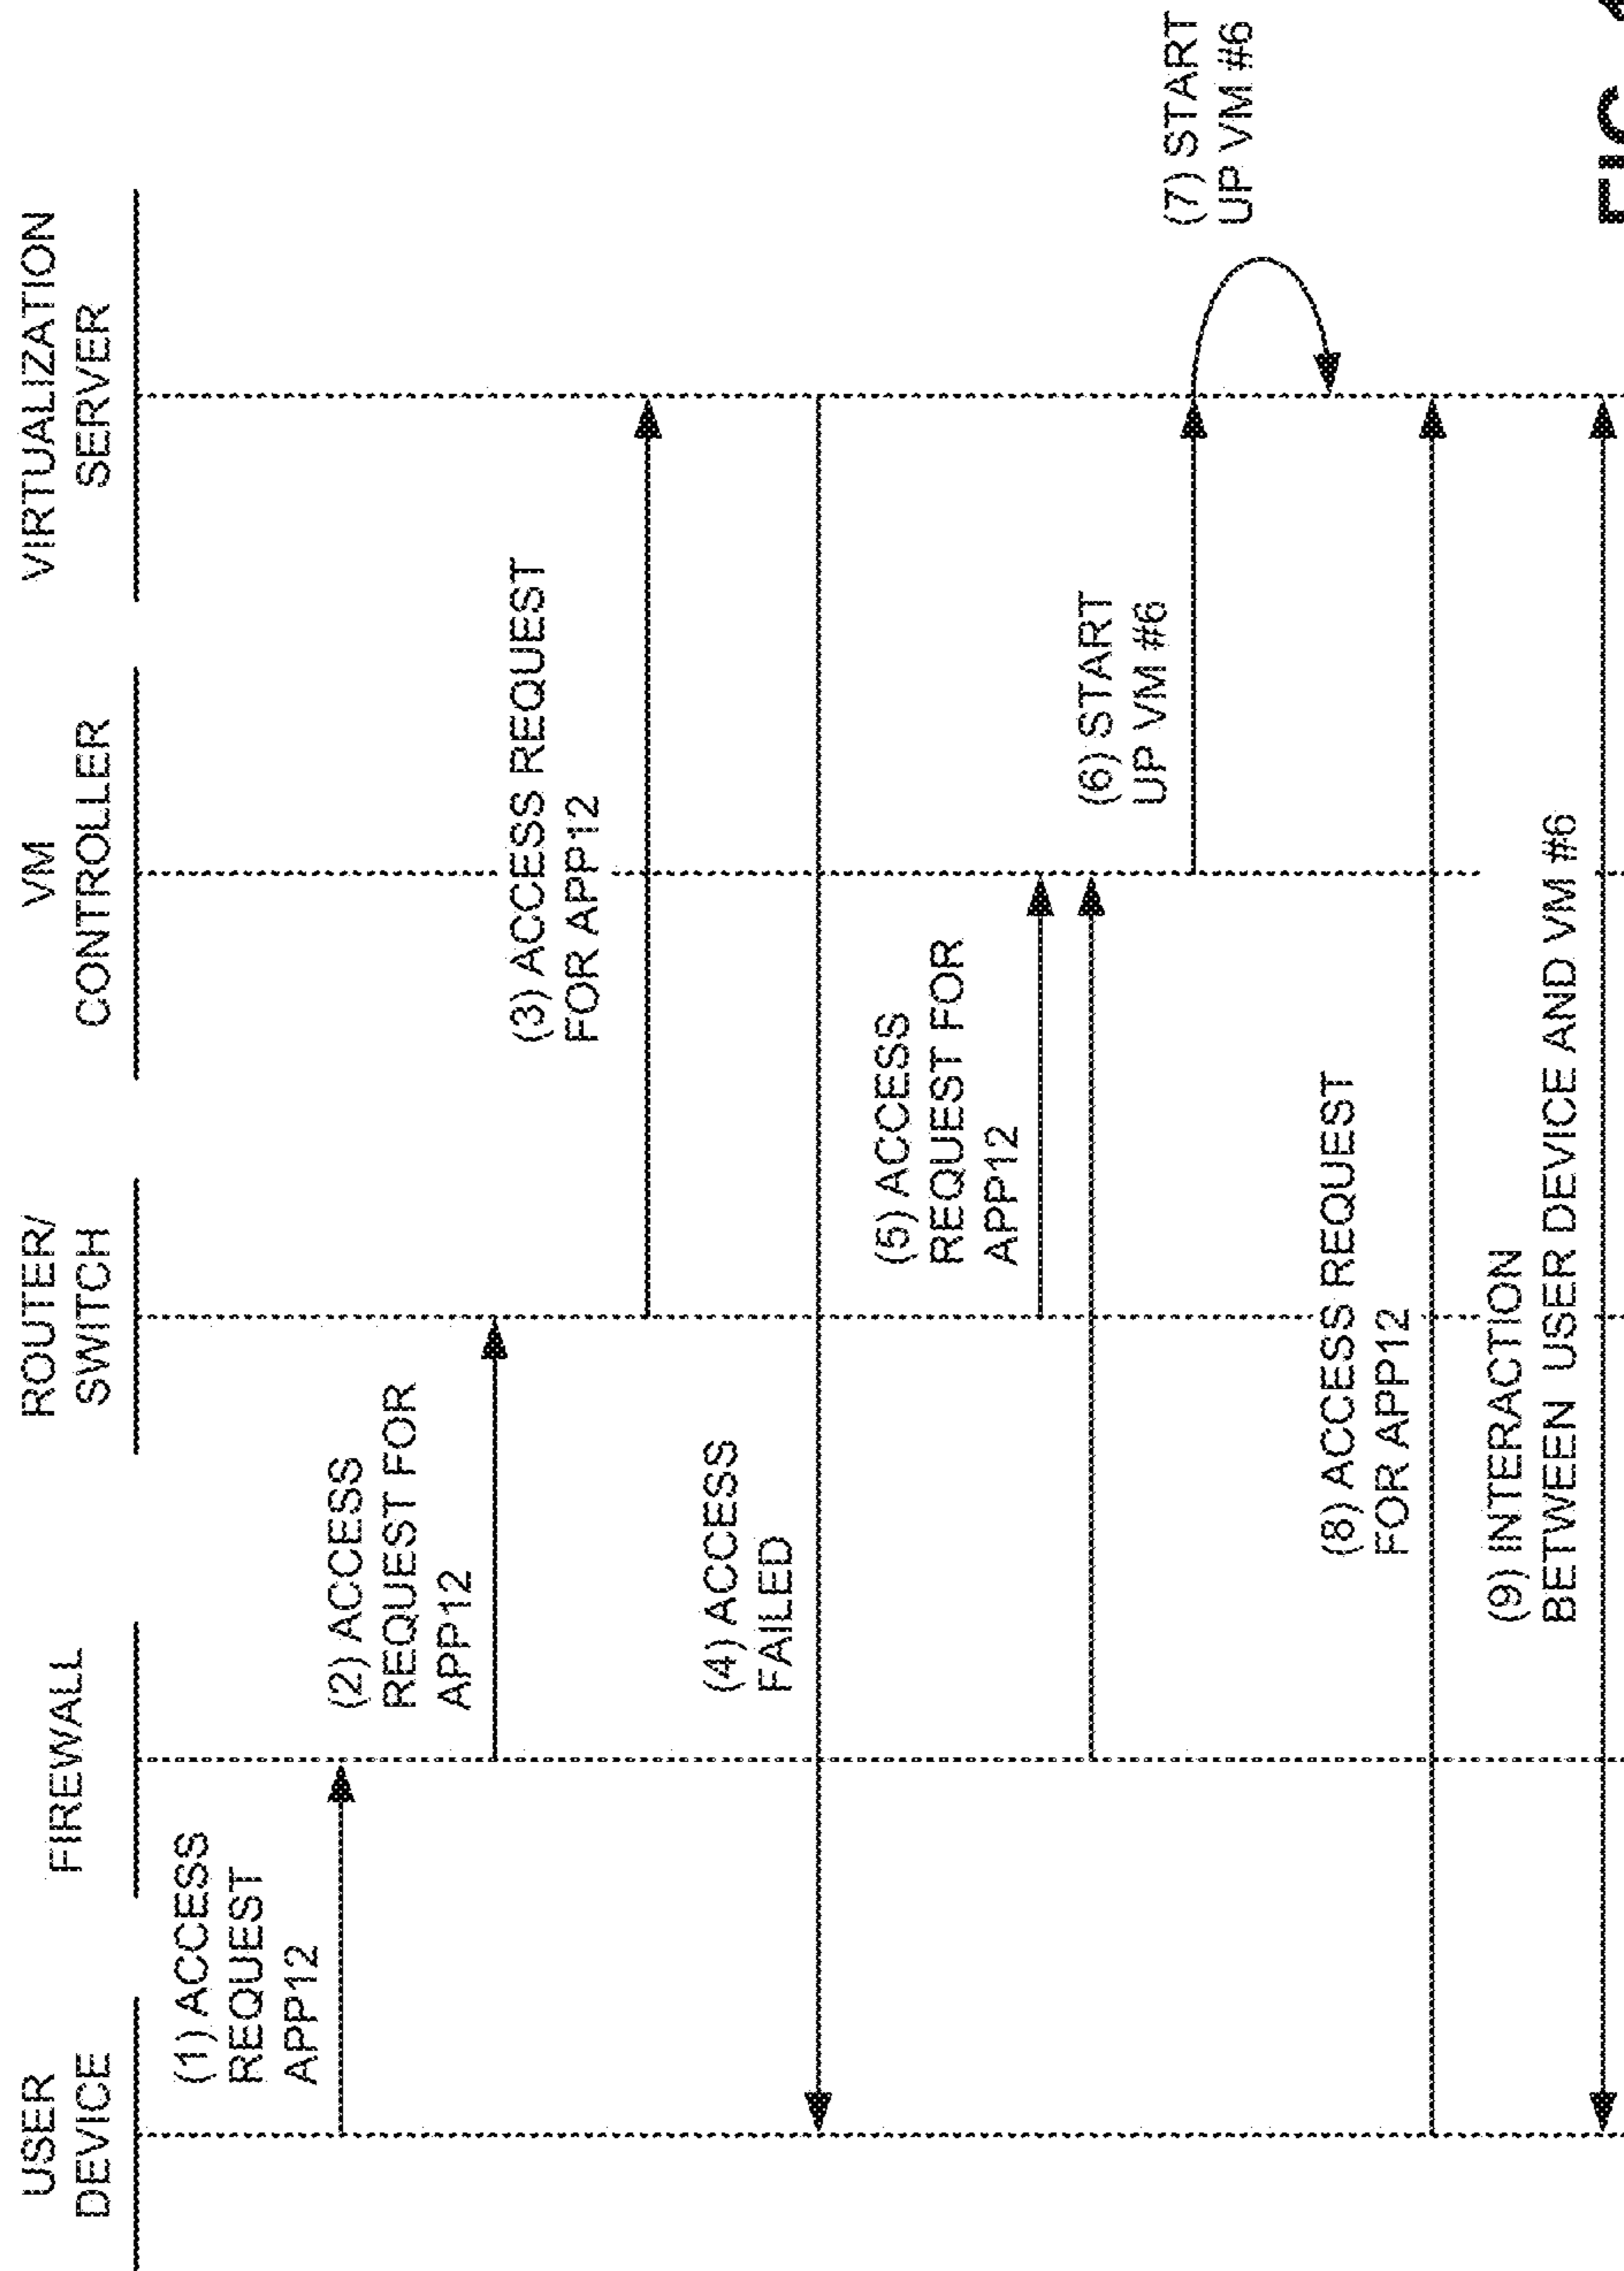 USER
DEVICE
FIREWALL
ROUTER/
SWITCH
VM
CONTROLLER
VIRTUALIZATION
SERVER
(1) ACCESS
REQUEST
APP12
(2) ACCESS
REQUEST FOR
APP12
(3) ACCESS REQUEST
FOR APP12
(4) ACCESS
FAILED
(5) ACCESS
REQUEST FOR
APP12
(6) START
UP VM #6
(7) START
UP VM #6
(8) ACCESS REQUEST
FOR APP12
(9) INTERACTION
BETWEEN USER DEVICE AND VM #6